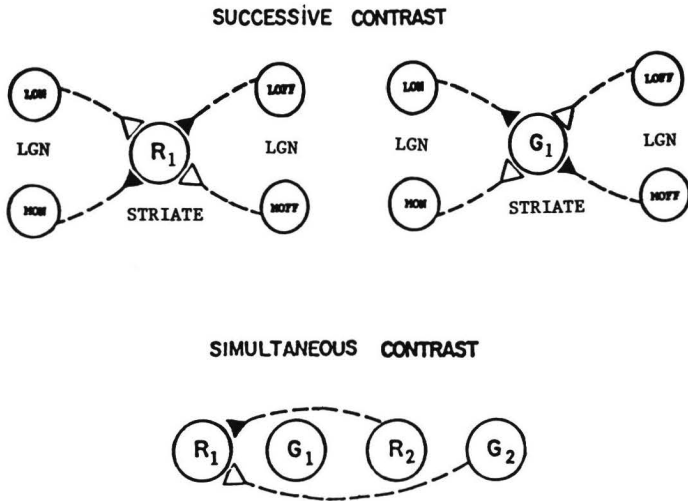 SUCCESSIVE CONTRAST
LON LOFF LON LOFF
LGN R1 LGN LGN G1 LGN
MON STRIATE MOFF MON STRIATE MOFF
SIMULTANEOUS CONTRAST
R1 G1 R2 G2